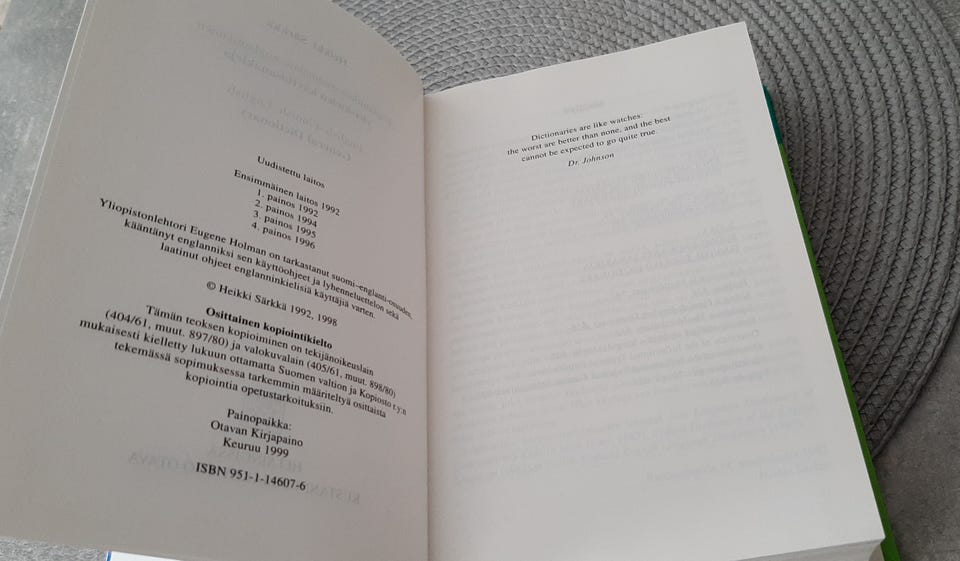 Uudistettu laitos
Ensimmäinen laitos 1992
1. painos 1992
2. painos 1994
3. painos 1995
4. painos 1996
Yliopistonlehtori Eugene Holman on tarkastanut suomi–englanti-osuuden,
kääntänyt englanniksi sen käyttöohjeet ja lyhenneluettelon sekä
laatinut ohjeet englanninkielisiä käyttäjiä varten.
© Heikki Särkkä 1992, 1998
Osittainen kopiointikielto
Tämän teoksen kopioiminen on tekijänoikeuslain
(404/61, muut. 897/80) ja valokuvalain (405/61, muut. 898/80)
mukaisesti kielletty lukuun ottamatta Suomen valtion ja Kopiosto r.y:n
tekemässä sopimuksessa tarkemmin määriteltyä osittaista
kopiointia opetustarkoituksiin.
Painopaikka:
Otavan Kirjapaino
Keuruu 1999
ISBN 951-1-14607-6
Dictionaries are like watches:
the worst are better than none, and the best
cannot be expected to go quite true.
Dr. Johnson